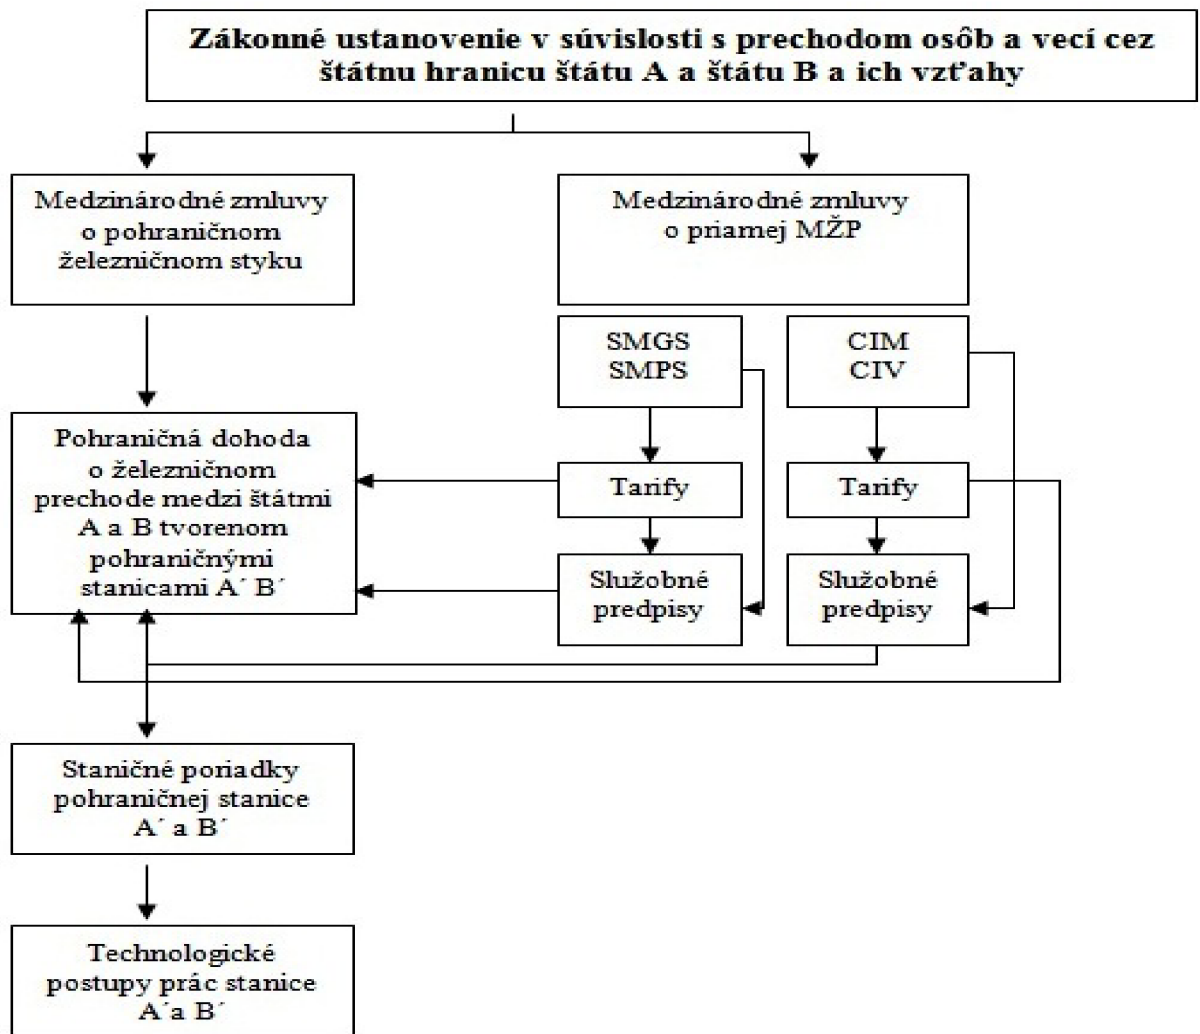 Zákonné ustanovenie v súvislosti s prechodom osôb a vecí cez
štátnu hranicu štátu A a štátu B a ich vzťahy
Medzinárodné zmluvy
o pohraničnom
železničnom styku
Medzinárodné zmluvy
o priamej MŽP
SMGS
SMPS
CIM
CIV
Pohraničná dohoda
o železničnom
prechode medzi štátmi
A a B tvorenom
pohraničnými
stanicami A´ B´
Tarify
Tarify
Služobné
predpisy
Služobné
predpisy
Staničné poriadky
pohraničnej stanice
A´ a B´
Technologické
postupy prác stanice
A´a B´